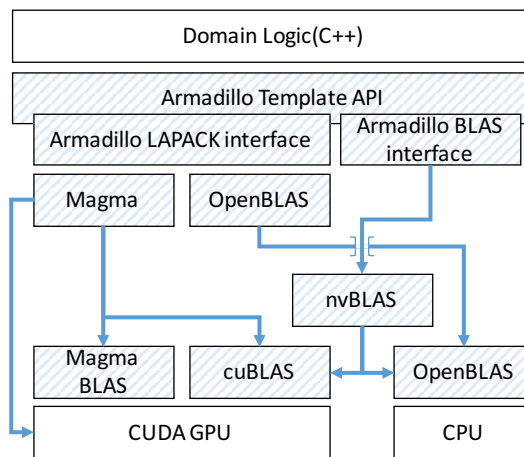 Domain Logic(C++)
Armadillo Template API
Armadillo LAPACK interface
Armadillo BLAS
interface
Magma
OpenBLAS
nvBLAS
Magma
BLAS
cuBLAS
OpenBLAS
CUDA GPU
CPU